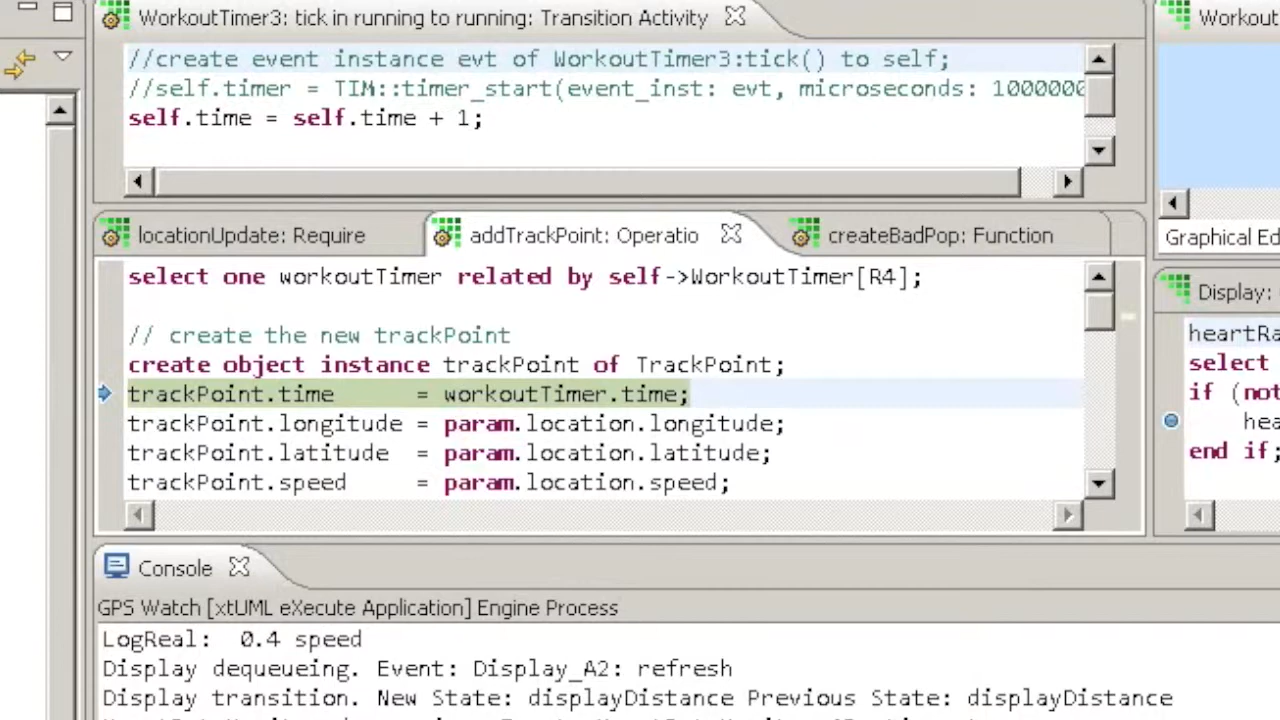 WorkoutTimer3: tick in running to running: Transition Activity
Workout
//create event instance evt of WorkoutTimer3:tick() to self;
//self.timer = TIM::timer_start(event_inst: evt, microseconds: 1000000
self.time = self.time + 1;
locationUpdate: Require
addTrackPoint: Operatio
createBadPop: Function
Graphical Ed
select one workoutTimer related by self->WorkoutTimer[R4];
// create the new trackPoint
create object instance trackPoint of TrackPoint;
trackPoint.time = workoutTimer.time;
trackPoint.longitude = param.location.longitude;
trackPoint.latitude = param.location.latitude;
trackPoint.speed = param.location.speed;
Display:
heartRa
select
if (not
hea
end if;
Console
GPS Watch [xtUML eXecute Application] Engine Process
LogReal: 0.4 speed
Display dequeueing. Event: Display_A2: refresh
Display transition. New State: displayDistance Previous State: displayDistance